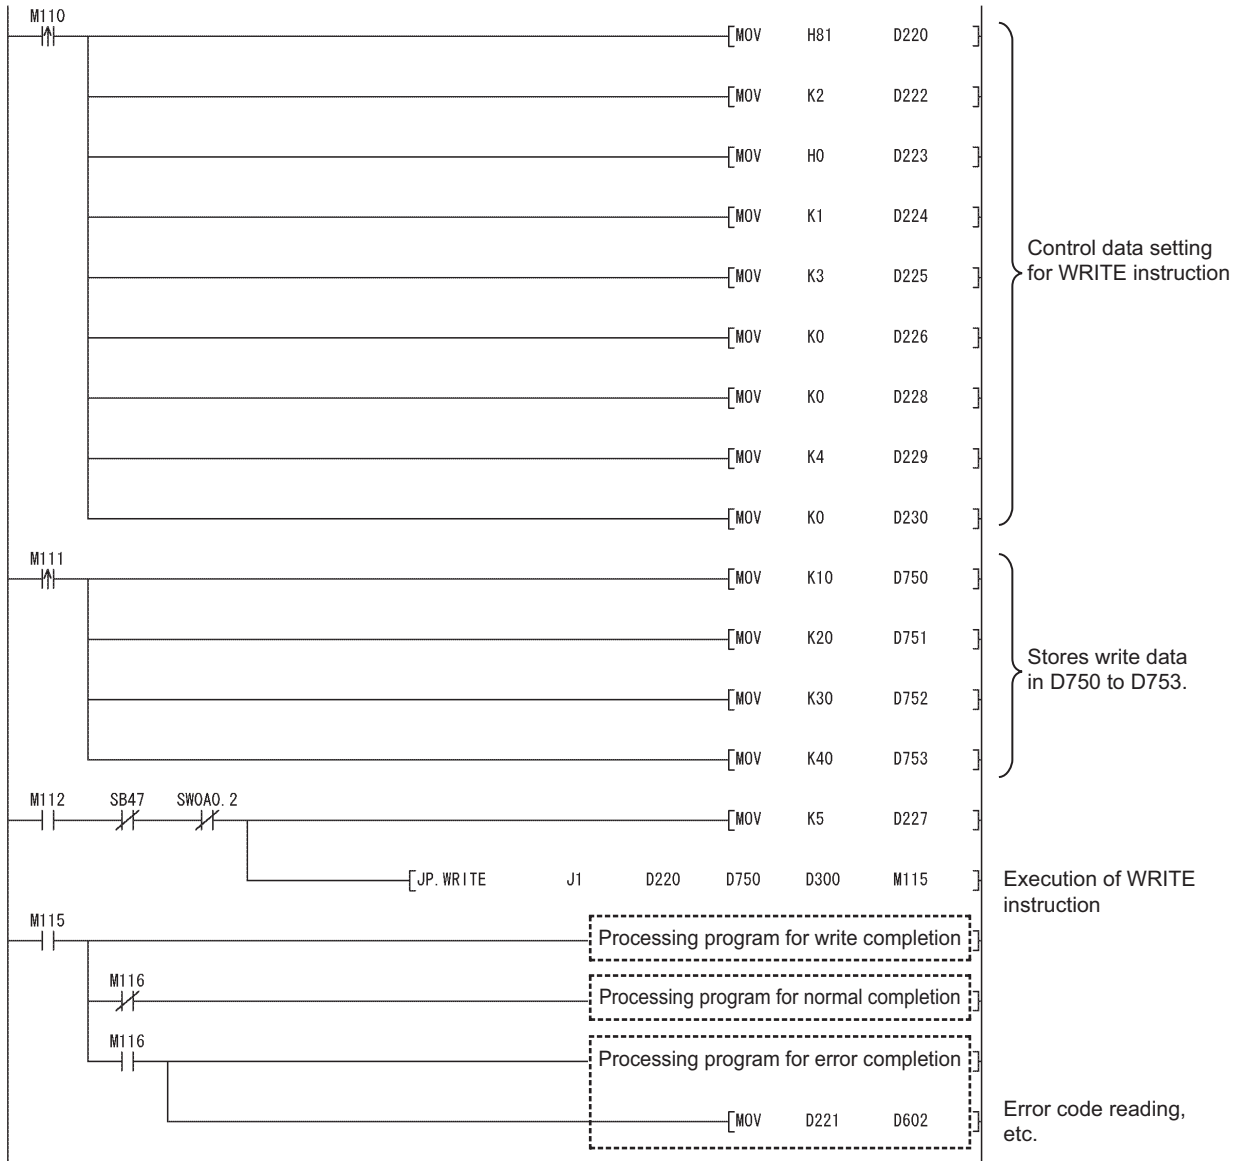 M110
MOV H81 D220
MOV K2 D222
MOV H0 D223
MOV K1 D224
Control data setting
for WRITE instruction
MOV K3 D225
MOV K0 D226
MOV K0 D228
MOV K4 D229
MOV K0 D230
M111
MOV K10 D750
MOV K20 D751
Stores write data
in D750 to D753.
MOV K30 D752
MOV K40 D753
M112 SB47 SW0A0.2
MOV K5 D227
JP.WRITE J1 D220 D750 D300 M115
Execution of WRITE
instruction
M115
Processing program for write completion
M116
Processing program for normal completion
M116
Processing program for error completion
MOV D221 D602
Error code reading,
etc.